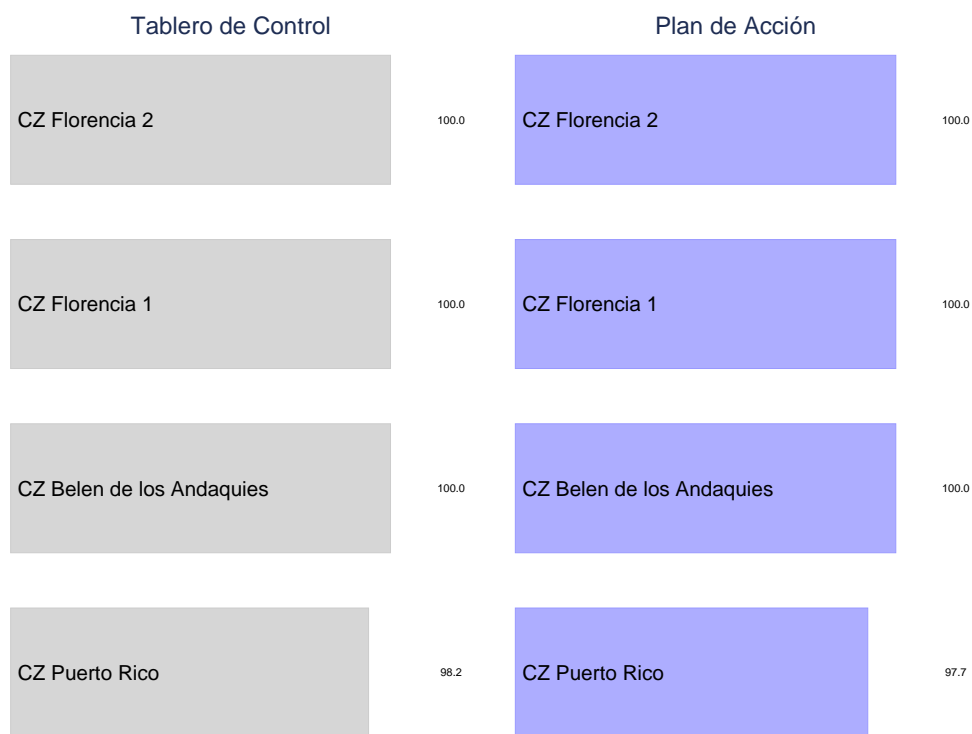 Tablero de Control
CZ Florencia 2 100.0
CZ Florencia 1 100.0
CZ Belen de los Andaquies 100.0
CZ Puerto Rico 98.2
Plan de Acción
CZ Florencia 2 100.0
CZ Florencia 1 100.0
CZ Belen de los Andaquies 100.0
CZ Puerto Rico 97.7